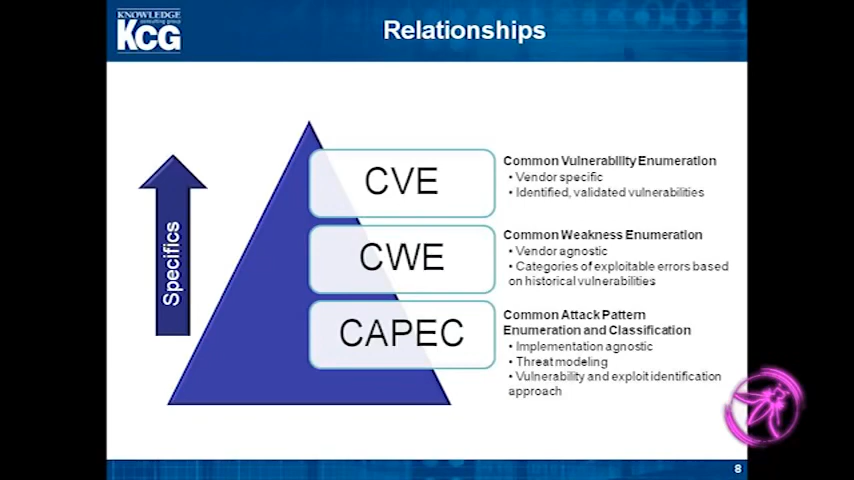 KNOWLEDGE
consulting group
KCG
Relationships
Specifics
CVE
Common Vulnerability Enumeration
• Vendor specific
• Identified, validated vulnerabilities
CWE
Common Weakness Enumeration
• Vendor agnostic
• Categories of exploitable errors based
on historical vulnerabilities
CAPEC
Common Attack Pattern
Enumeration and Classification
• Implementation agnostic
• Threat modeling
• Vulnerability and exploit identification
approach
8